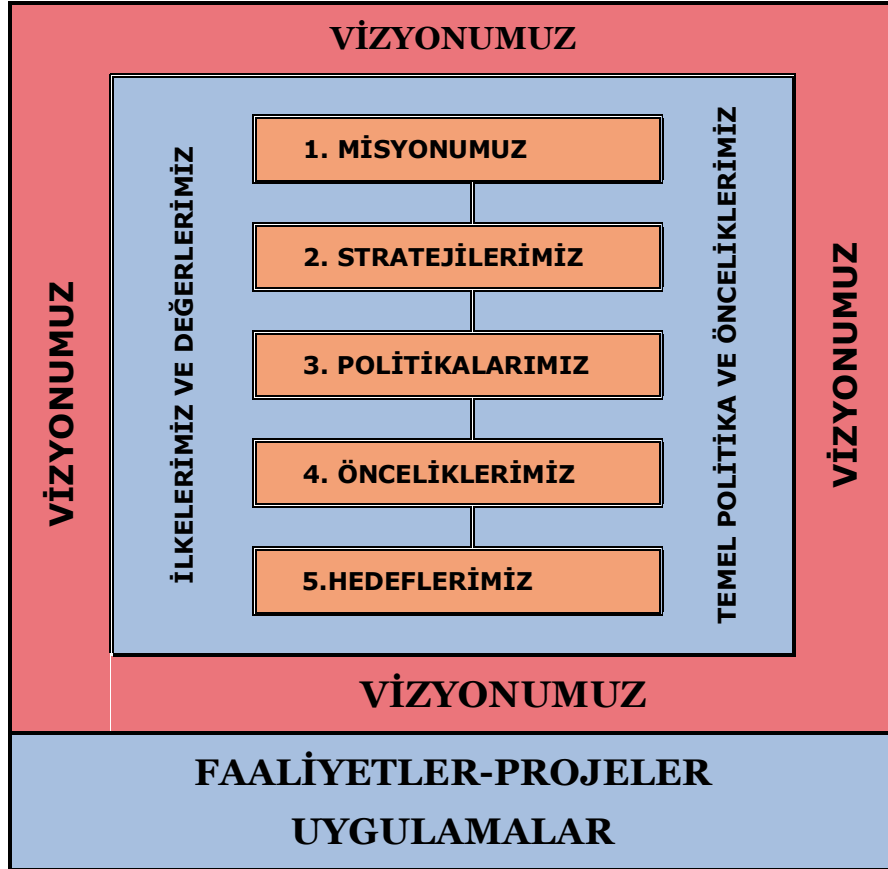 VİZYONUMUZ
VİZYONUMUZ
İLKELERİMİZ VE DEĞERLERİMİZ
1. MİSYONUMUZ
2. STRATEJİLERİMİZ
3. POLİTİKALARIMIZ
4. ÖNCELİKLERİMİZ
5.HEDEFLERİMİZ
TEMEL POLİTİKA VE ÖNCELİKLERİMİZ
VİZYONUMUZ
VİZYONUMUZ
FAALİYETLER-PROJELER
UYGULAMALAR